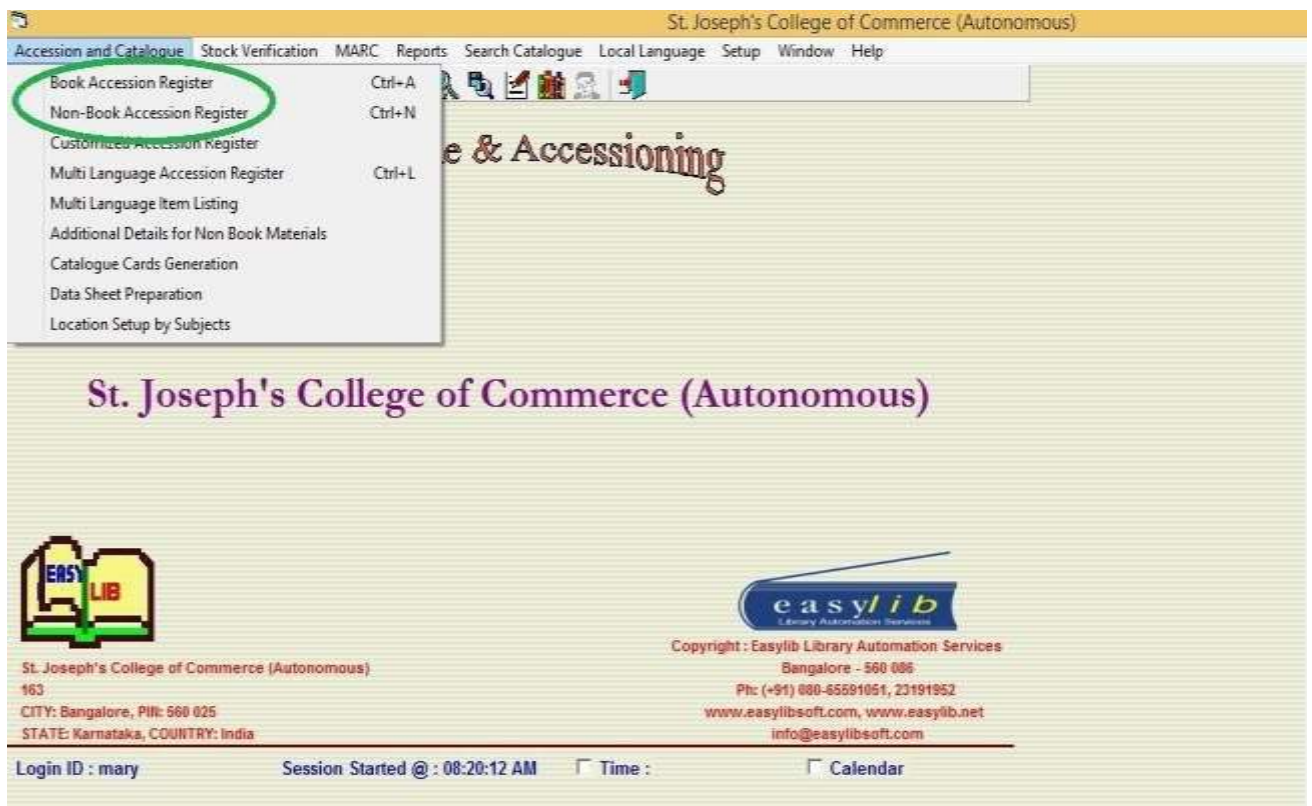 St. Joseph's College of Commerce (Autonomous)
Accession and Catalogue Stock Verification MARC Reports Search Catalogue Local Language Setup Window Help
Book Accession Register Ctrl+A
Non-Book Accession Register Ctrl+N
Customized Accession Register
Multi Language Accession Register Ctrl+L
Multi Language Item Listing
Additional Details for Non Book Materials
Catalogue Cards Generation
Data Sheet Preparation
Location Setup by Subjects
e & Accessioning
St. Joseph's College of Commerce (Autonomous)
EASY
LIB
easylib
Library Automation Services
Copyright : Easylib Library Automation Services
Bangalore - 560 086
Ph: (+91) 080-65591051, 23191952
www.easylibsoft.com, www.easylib.net
info@easylibsoft.com
St. Joseph's College of Commerce (Autonomous)
163
CITY: Bangalore, PIN: 560 025
STATE: Karnataka, COUNTRY: India
Login ID : mary Session Started @ : 08:20:12 AM Time : Calendar